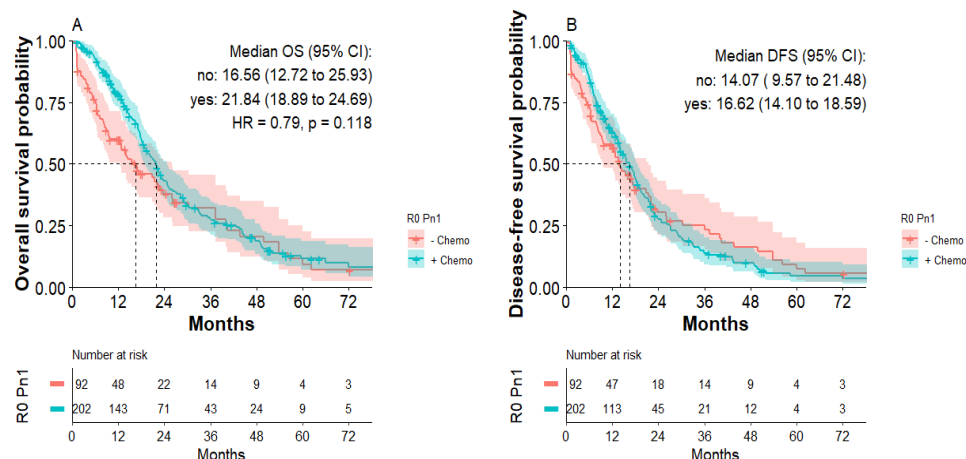 A
Overall survival probability
1.00
0.75
0.50
0.25
0.00
Median OS (95% CI):
no: 16.56 (12.72 to 25.93)
yes: 21.84 (18.89 to 24.69)
HR = 0.79, p = 0.118
R0 Pn1
- Chemo
+ Chemo
0 12 24 36 48 60 72
Months
Number at risk
R0 Pn1
92 48 22 14 9 4 3
202 143 71 43 24 9 5
0 12 24 36 48 60 72
Months
B
Disease-free survival probability
1.00
0.75
0.50
0.25
0.00
Median DFS (95% CI):
no: 14.07 ( 9.57 to 21.48)
yes: 16.62 (14.10 to 18.59)
R0 Pn1
- Chemo
+ Chemo
0 12 24 36 48 60 72
Months
Number at risk
R0 Pn1
92 47 18 14 9 4 3
202 113 45 21 12 4 3
0 12 24 36 48 60 72
Months